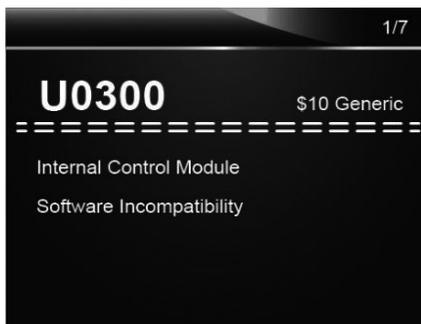 1/7
U0300 $10 Generic
Internal Control Module
Software Incompatibility